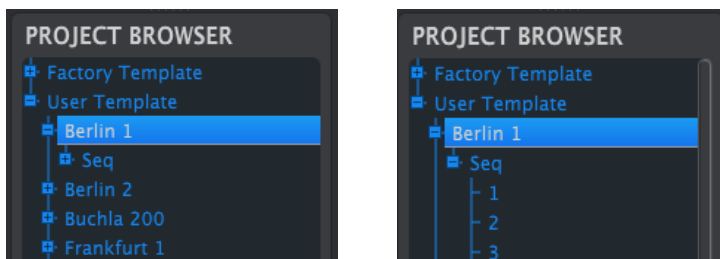 PROJECT BROWSER
Factory Template
User Template
Berlin 1
Seq
Berlin 2
Buchla 200
Frankfurt 1
PROJECT BROWSER
Factory Template
User Template
Berlin 1
Seq
1
2
3